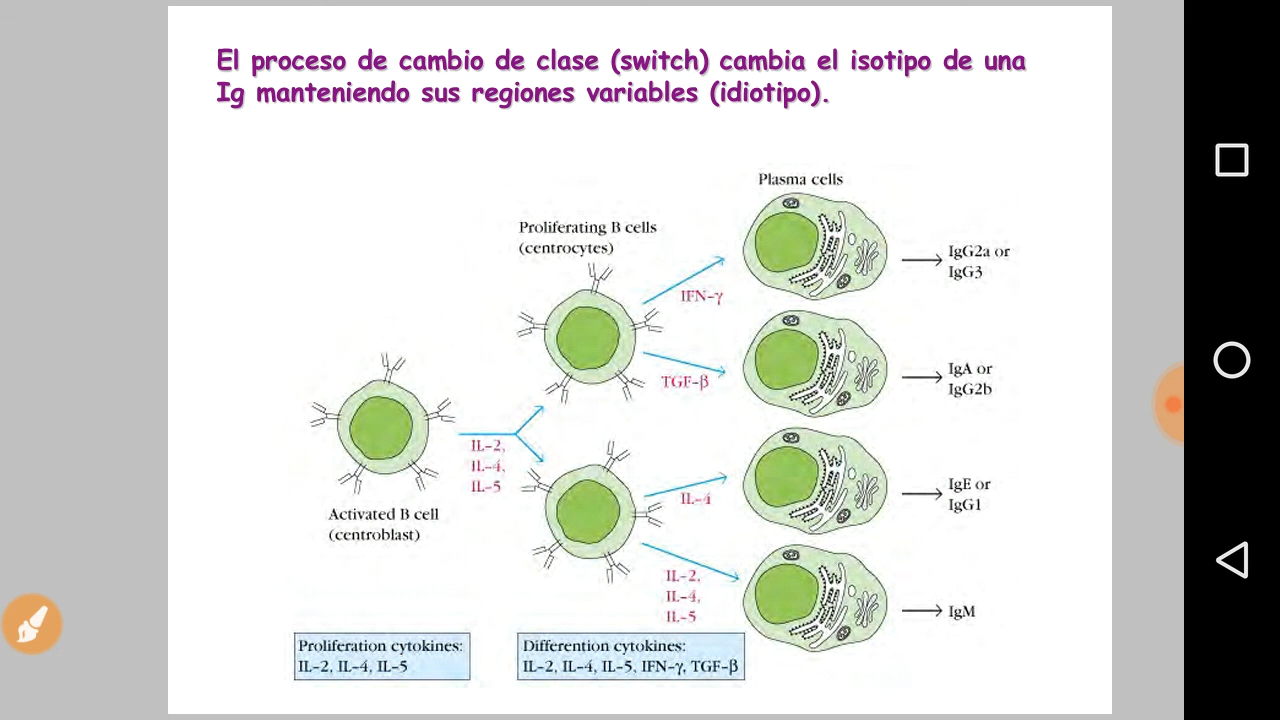 El proceso de cambio de clase (switch) cambia el isotipo de una
Ig manteniendo sus regiones variables (idiotipo).
Plasma cells
Proliferating B cells
(centrocytes)
IFN-γ
IgG2a or
IgG3
TGF-β
IgA or
IgG2b
IL-2,
IL-4,
IL-5
Activated B cell
(centroblast)
IL-4
IgE or
IgG1
IL-2,
IL-4,
IL-5
IgM
Proliferation cytokines:
IL-2, IL-4, IL-5
Differention cytokines:
IL-2, IL-4, IL-5, IFN-γ, TGF-β